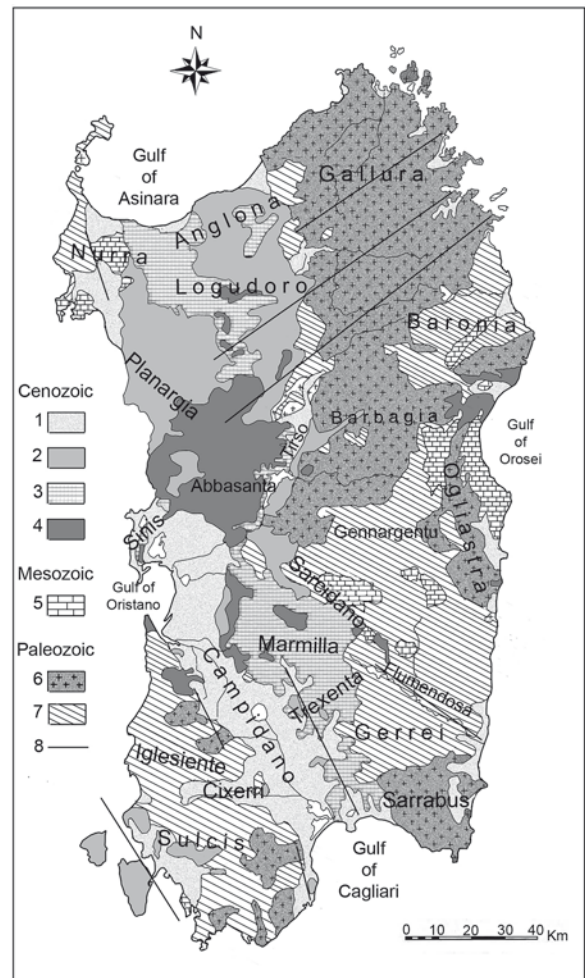 N
Gulf
of
Asinara
Gallura
Anglona
Nurra
Logudoro
Baronia
Planargia
Cenozoic
1
2
3
4
Barbagia
Tirso
Gulf
of
Orosei
Abbasanta
Ogliastra
Sinis
Gennargentu
Mesozoic
5
Gulf of
Oristano
Sarcidano
Paleozoic
6
7
8
Marmilla
Flumendosa
Campidano
Trexenta
Gerrei
Iglesiente
Cixerri
Sarrabus
Sulcis
Gulf
of
Cagliari
0 10 20 30 40
Km